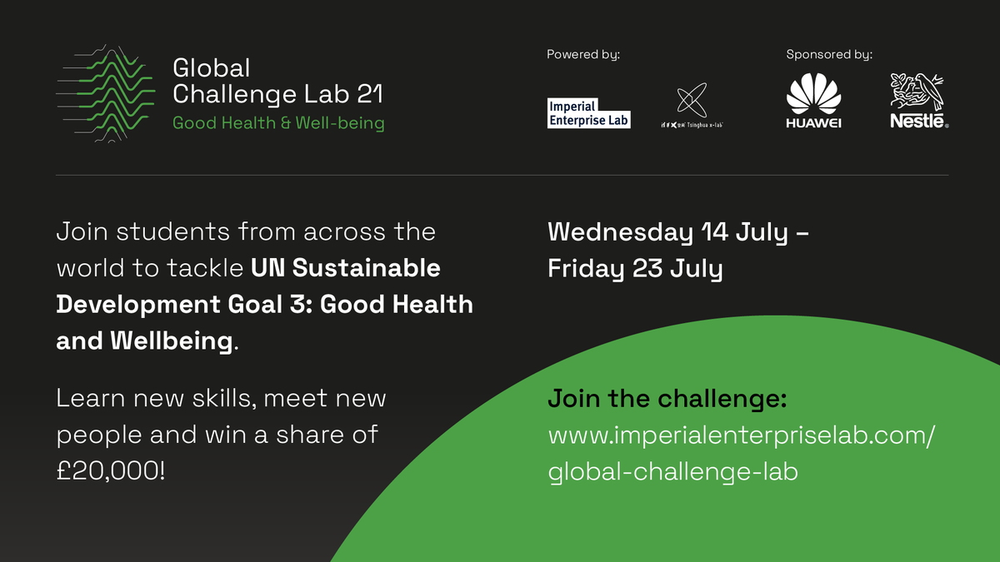 Global
Challenge Lab 21
Good Health & Well-being
Powered by:
Imperial
Enterprise Lab
Tsinghua x-lab
Sponsored by:
HUAWEI
Nestlé®
Join students from across the
world to tackle UN Sustainable
Development Goal 3: Good Health
and Wellbeing.
Learn new skills, meet new
people and win a share of
£20,000!
Wednesday 14 July –
Friday 23 July
Join the challenge:
www.imperialenterpriselab.com/
global-challenge-lab